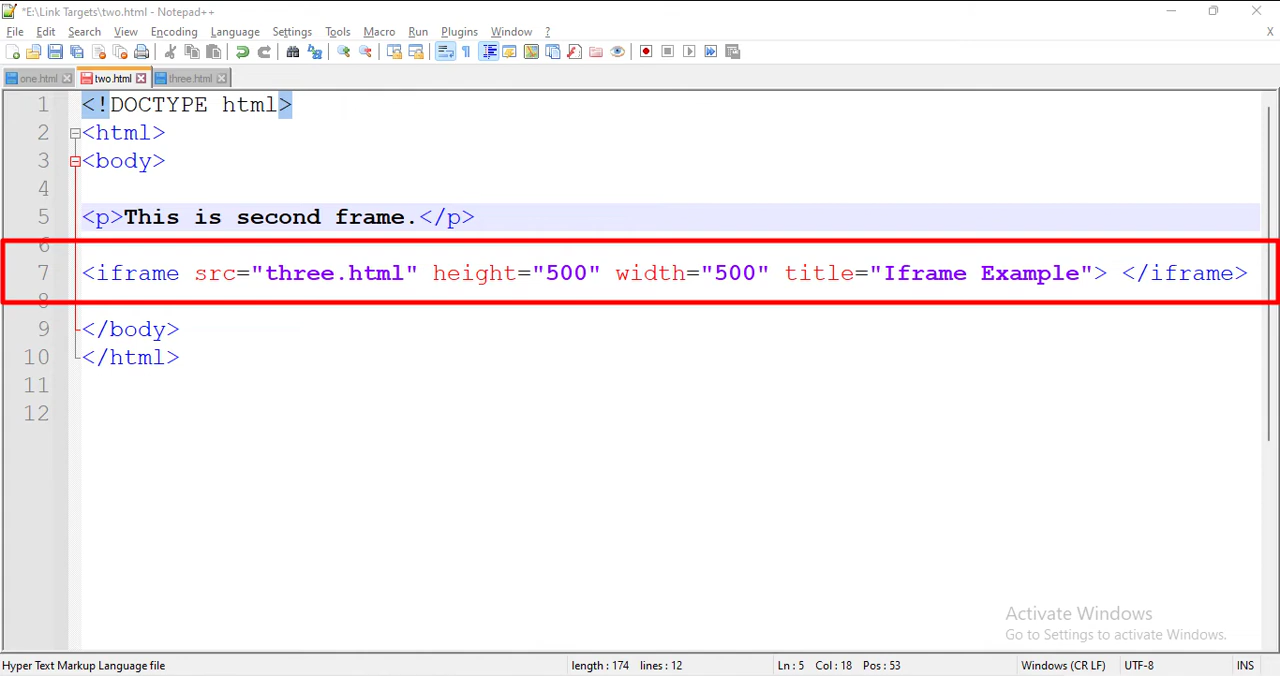 *E:\Link Targets\two.html - Notepad++
File Edit Search View Encoding Language Settings Tools Macro Run Plugins Window ? X
one.html two.html three.html
1 <!DOCTYPE html>
2 <html>
3 <body>
4
5 <p>This is second frame.</p>
6
7 <iframe src="three.html" height="500" width="500" title="Iframe Example"> </iframe>
8
9 </body>
10 </html>
11
12
Activate Windows
Go to Settings to activate Windows.
Hyper Text Markup Language file length : 174 lines : 12 Ln : 5 Col : 18 Pos : 53 Windows (CR LF) UTF-8 INS